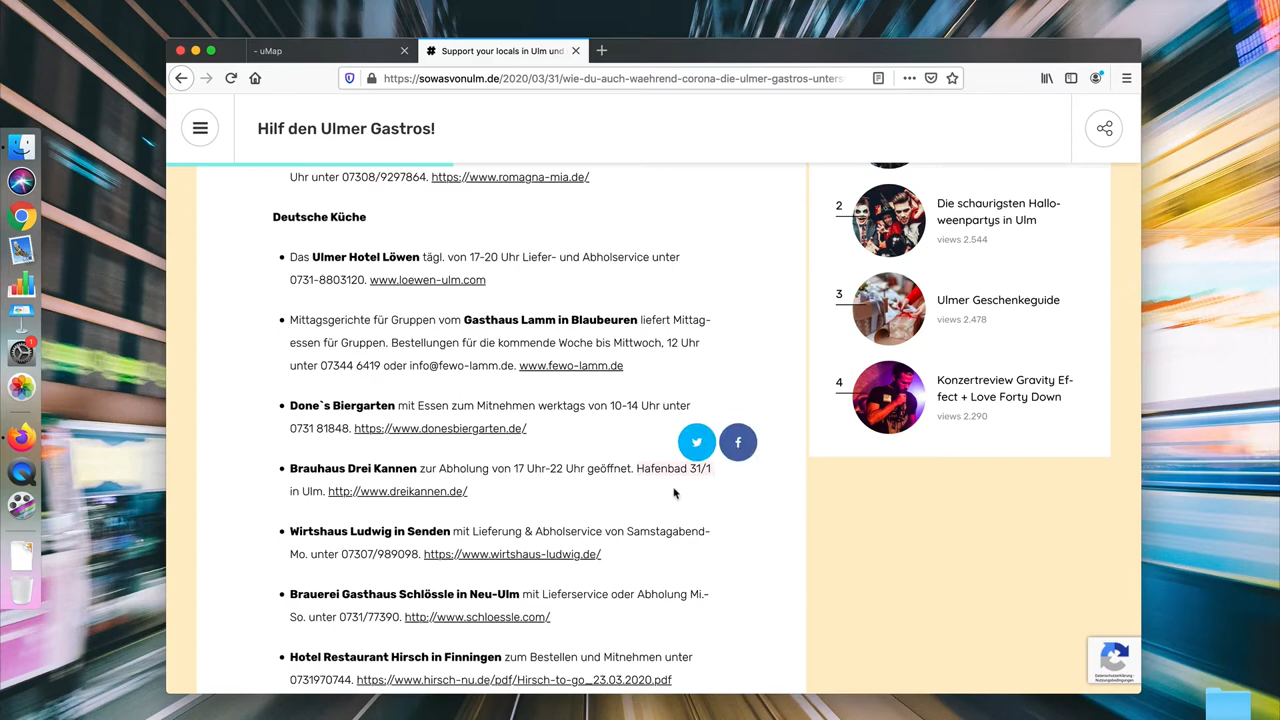 - uMap
# Support your locals in Ulm und
https://sowasvonulm.de/2020/03/31/wie-du-auch-waehrend-corona-die-ulmer-gastros-unters
Hilf den Ulmer Gastros!
Uhr unter 07308/9297864. https://www.romagna-mia.de/
Deutsche Küche
• Das Ulmer Hotel Löwen tägl. von 17-20 Uhr Liefer- und Abholservice unter
0731-8803120. www.loewen-ulm.com
• Mittagsgerichte für Gruppen vom Gasthaus Lamm in Blaubeuren liefert Mittag-
essen für Gruppen. Bestellungen für die kommende Woche bis Mittwoch, 12 Uhr
unter 07344 6419 oder info@fewo-lamm.de. www.fewo-lamm.de
• Done`s Biergarten mit Essen zum Mitnehmen werktags von 10-14 Uhr unter
0731 81848. https://www.donesbiergarten.de/
• Brauhaus Drei Kannen zur Abholung von 17 Uhr-22 Uhr geöffnet. Hafenbad 31/1
in Ulm. http://www.dreikannen.de/
• Wirtshaus Ludwig in Senden mit Lieferung & Abholservice von Samstagabend-
Mo. unter 07307/989098. https://www.wirtshaus-ludwig.de/
• Brauerei Gasthaus Schlössle in Neu-Ulm mit Lieferservice oder Abholung Mi.-
So. unter 0731/77390. http://www.schloessle.com/
• Hotel Restaurant Hirsch in Finningen zum Bestellen und Mitnehmen unter
0731970744. https://www.hirsch-nu.de/pdf/Hirsch-to-go_23.03.2020.pdf
2
Die schaurigsten Hallo-
weenpartys in Ulm
views 2.544
3
Ulmer Geschenkeguide
views 2.478
4
Konzertreview Gravity Ef-
fect + Love Forty Down
views 2.290
Datenschutzerklärung -
Nutzungsbedingungen
1